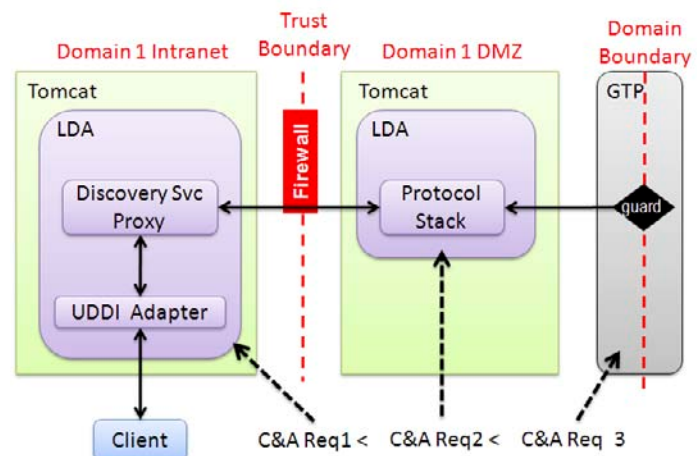 Trust
Boundary
Domain
Boundary
Domain 1 Intranet
Domain 1 DMZ
Tomcat
LDA
Discovery Svc
Proxy
UDDI Adapter
Client
Firewall
Tomcat
LDA
Protocol
Stack
GTP
guard
C&A Req1 < C&A Req2 < C&A Req 3